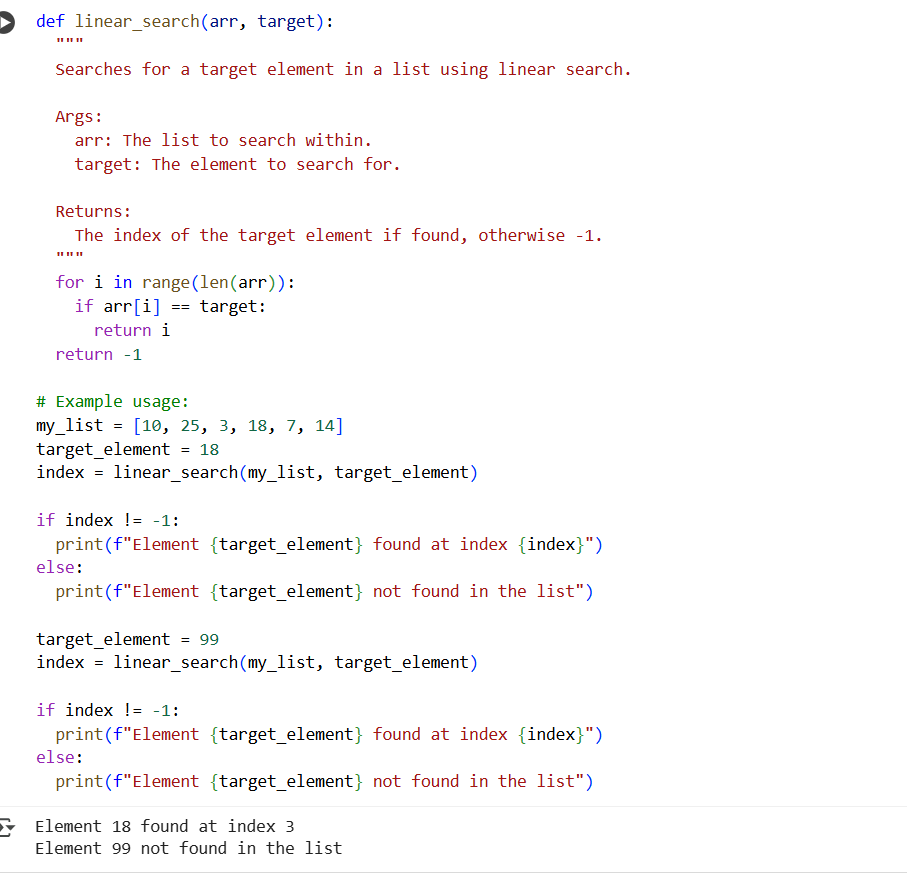 def linear_search(arr, target):
  """
  Searches for a target element in a list using linear search.

  Args:
    arr: The list to search within.
    target: The element to search for.

  Returns:
    The index of the target element if found, otherwise -1.
  """
  for i in range(len(arr)):
    if arr[i] == target:
      return i
  return -1

# Example usage:
my_list = [10, 25, 3, 18, 7, 14]
target_element = 18
index = linear_search(my_list, target_element)

if index != -1:
  print(f"Element {target_element} found at index {index}")
else:
  print(f"Element {target_element} not found in the list")

target_element = 99
index = linear_search(my_list, target_element)

if index != -1:
  print(f"Element {target_element} found at index {index}")
else:
  print(f"Element {target_element} not found in the list")

Element 18 found at index 3
Element 99 not found in the list